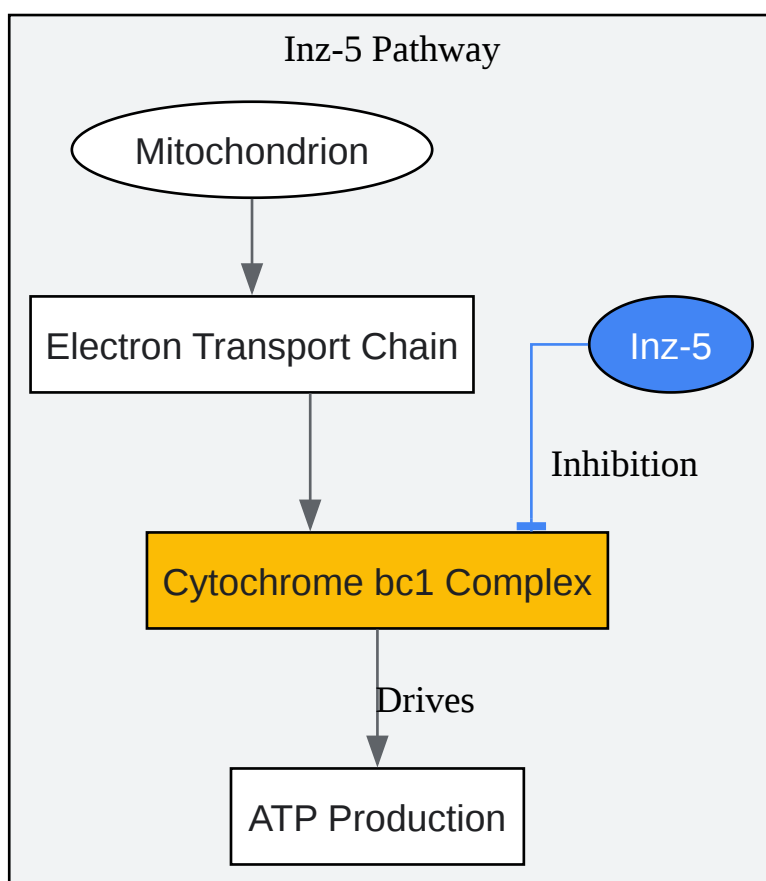 Inz-5 Pathway
Mitochondrion
Electron Transport Chain
Inz-5
Inhibition
Cytochrome bc1 Complex
Drives
ATP Production